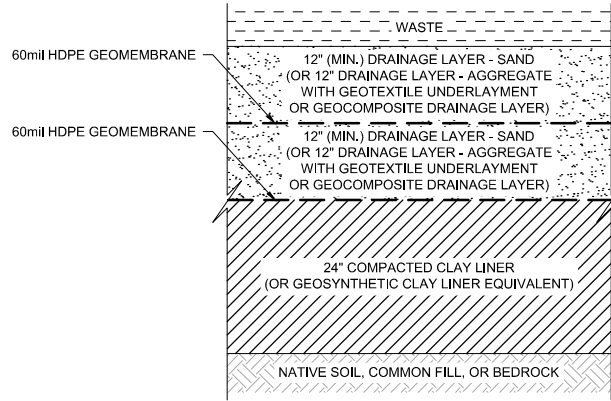 WASTE
60mil HDPE GEOMEMBRANE
12" (MIN.) DRAINAGE LAYER - SAND
(OR 12" DRAINAGE LAYER - AGGREGATE
WITH GEOTEXTILE UNDERLAYMENT
OR GEOCOMPOSITE DRAINAGE LAYER)
60mil HDPE GEOMEMBRANE
12" (MIN.) DRAINAGE LAYER - SAND
(OR 12" DRAINAGE LAYER - AGGREGATE
WITH GEOTEXTILE UNDERLAYMENT
OR GEOCOMPOSITE DRAINAGE LAYER)
24" COMPACTED CLAY LINER
(OR GEOSYNTHETIC CLAY LINER EQUIVALENT)
NATIVE SOIL, COMMON FILL, OR BEDROCK